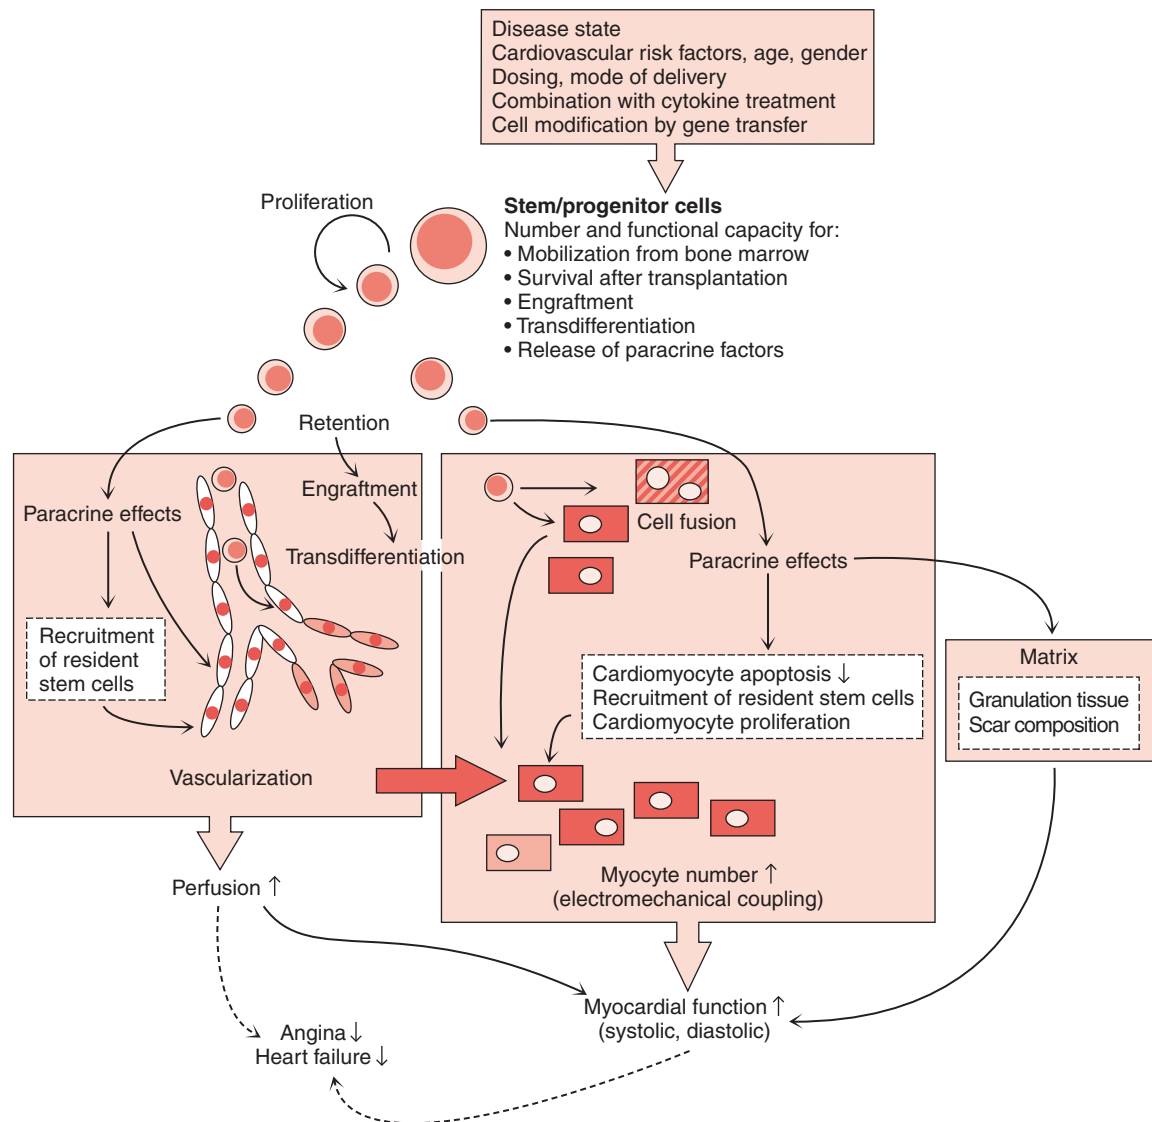 Disease state
Cardiovascular risk factors, age, gender
Dosing, mode of delivery
Combination with cytokine treatment
Cell modification by gene transfer
Proliferation
Stem/progenitor cells
Number and functional capacity for:
• Mobilization from bone marrow
• Survival after transplantation
• Engraftment
• Transdifferentiation
• Release of paracrine factors
Retention
Engraftment
Transdifferentiation
Paracrine effects
Recruitment
of resident
stem cells
Vascularization
Cell fusion
Paracrine effects
Cardiomyocyte apoptosis ↓
Recruitment of resident stem cells
Cardiomyocyte proliferation
Matrix
Granulation tissue
Scar composition
Myocyte number ↑
(electromechanical coupling)
Perfusion ↑
Myocardial function ↑
(systolic, diastolic)
Angina ↓
Heart failure ↓